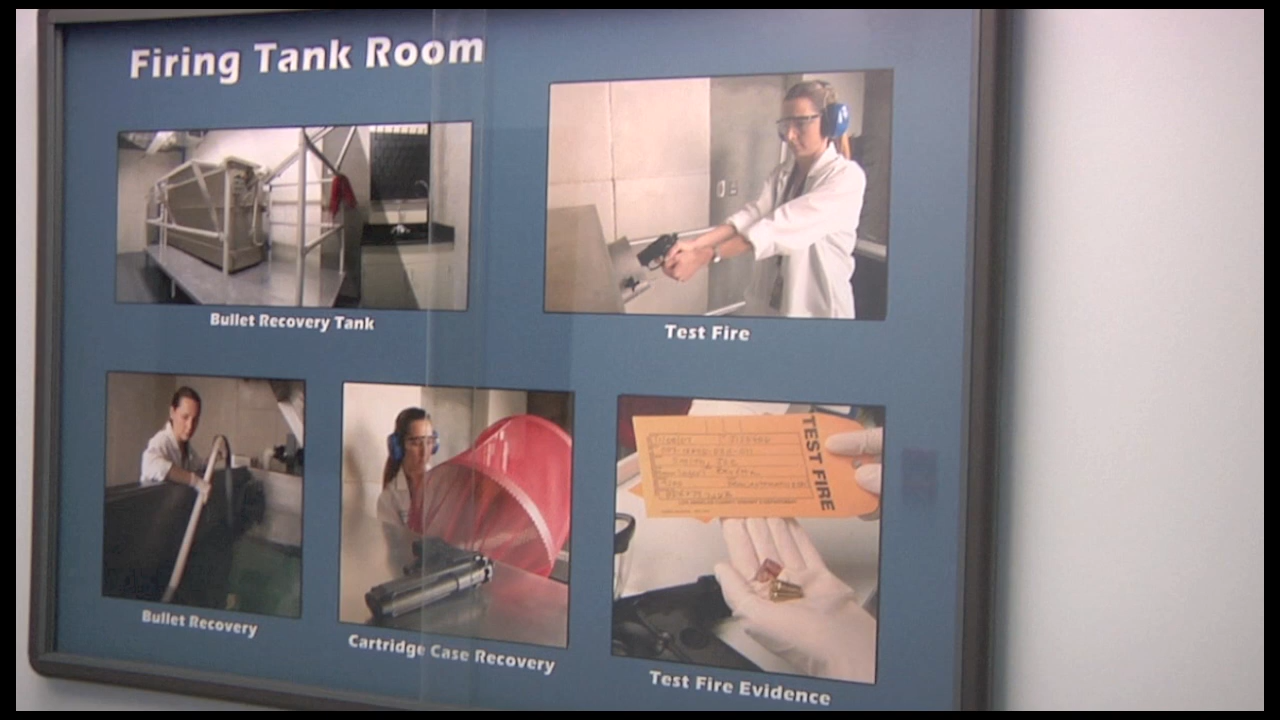 Firing Tank Room
Bullet Recovery Tank
Test Fire
Bullet Recovery
Cartridge Case Recovery
TEST FIRE
Test Fire Evidence